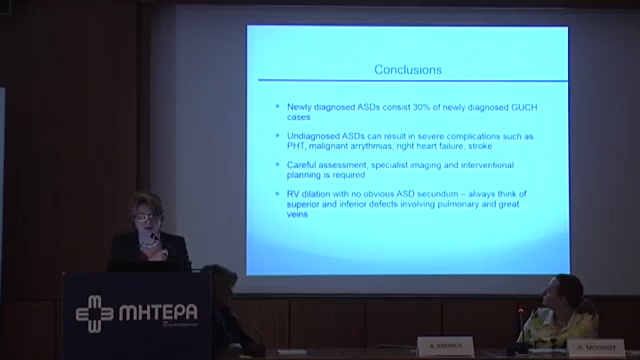 Conclusions
Newly diagnosed ASDs consist 30% of newly diagnosed GUCH
cases
Undiagnosed ASDs can result in severe complications such as
PHT, malignant arrythmias, right heart failure, stroke
Careful assessment, specialist imaging and interventional
planning is required
RV dilation with no obvious ASD secundum – always think of
superior and inferior defects involving pulmonary and great
veins
ΜΗΤΕΡΑ